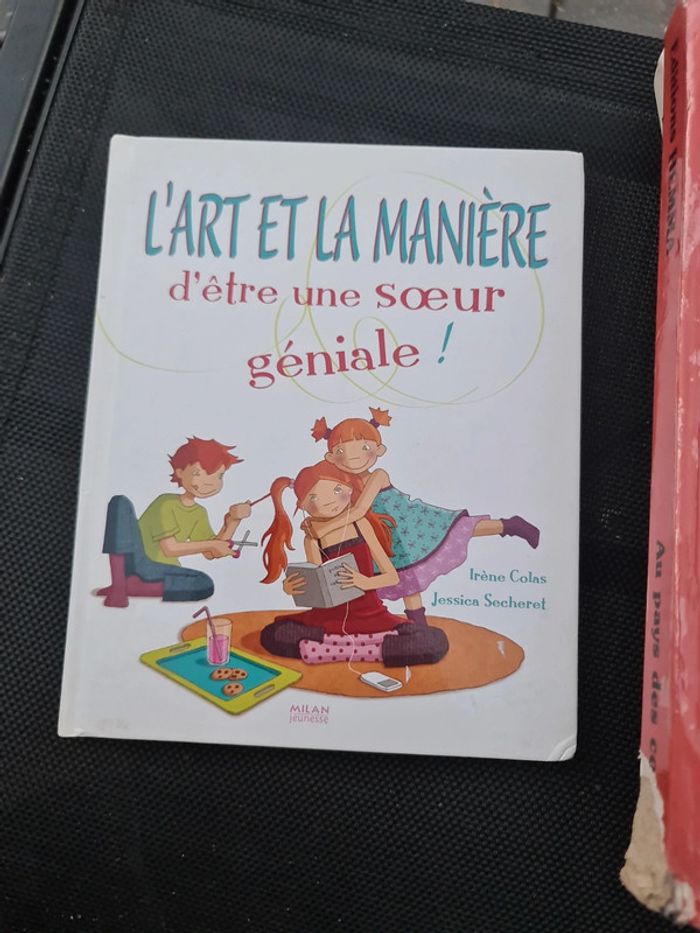 L'ART ET LA MANIÈRE
d'être une sœur
géniale !
Irène Colas
Jessica Secheret
MILAN
jeunesse
Au pays des